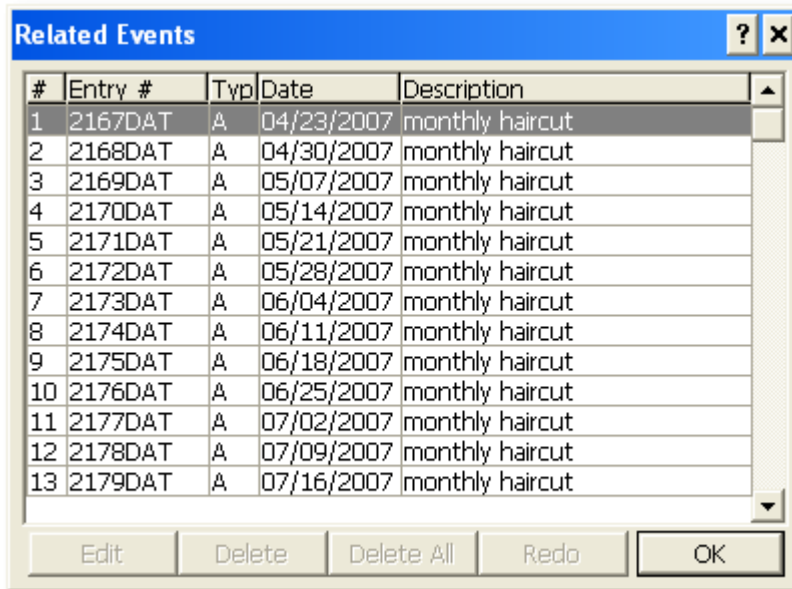 Related Events
# Entry # Typ Date Description
1 2167DAT A 04/23/2007 monthly haircut
2 2168DAT A 04/30/2007 monthly haircut
3 2169DAT A 05/07/2007 monthly haircut
4 2170DAT A 05/14/2007 monthly haircut
5 2171DAT A 05/21/2007 monthly haircut
6 2172DAT A 05/28/2007 monthly haircut
7 2173DAT A 06/04/2007 monthly haircut
8 2174DAT A 06/11/2007 monthly haircut
9 2175DAT A 06/18/2007 monthly haircut
10 2176DAT A 06/25/2007 monthly haircut
11 2177DAT A 07/02/2007 monthly haircut
12 2178DAT A 07/09/2007 monthly haircut
13 2179DAT A 07/16/2007 monthly haircut
Edit Delete Delete All Redo OK